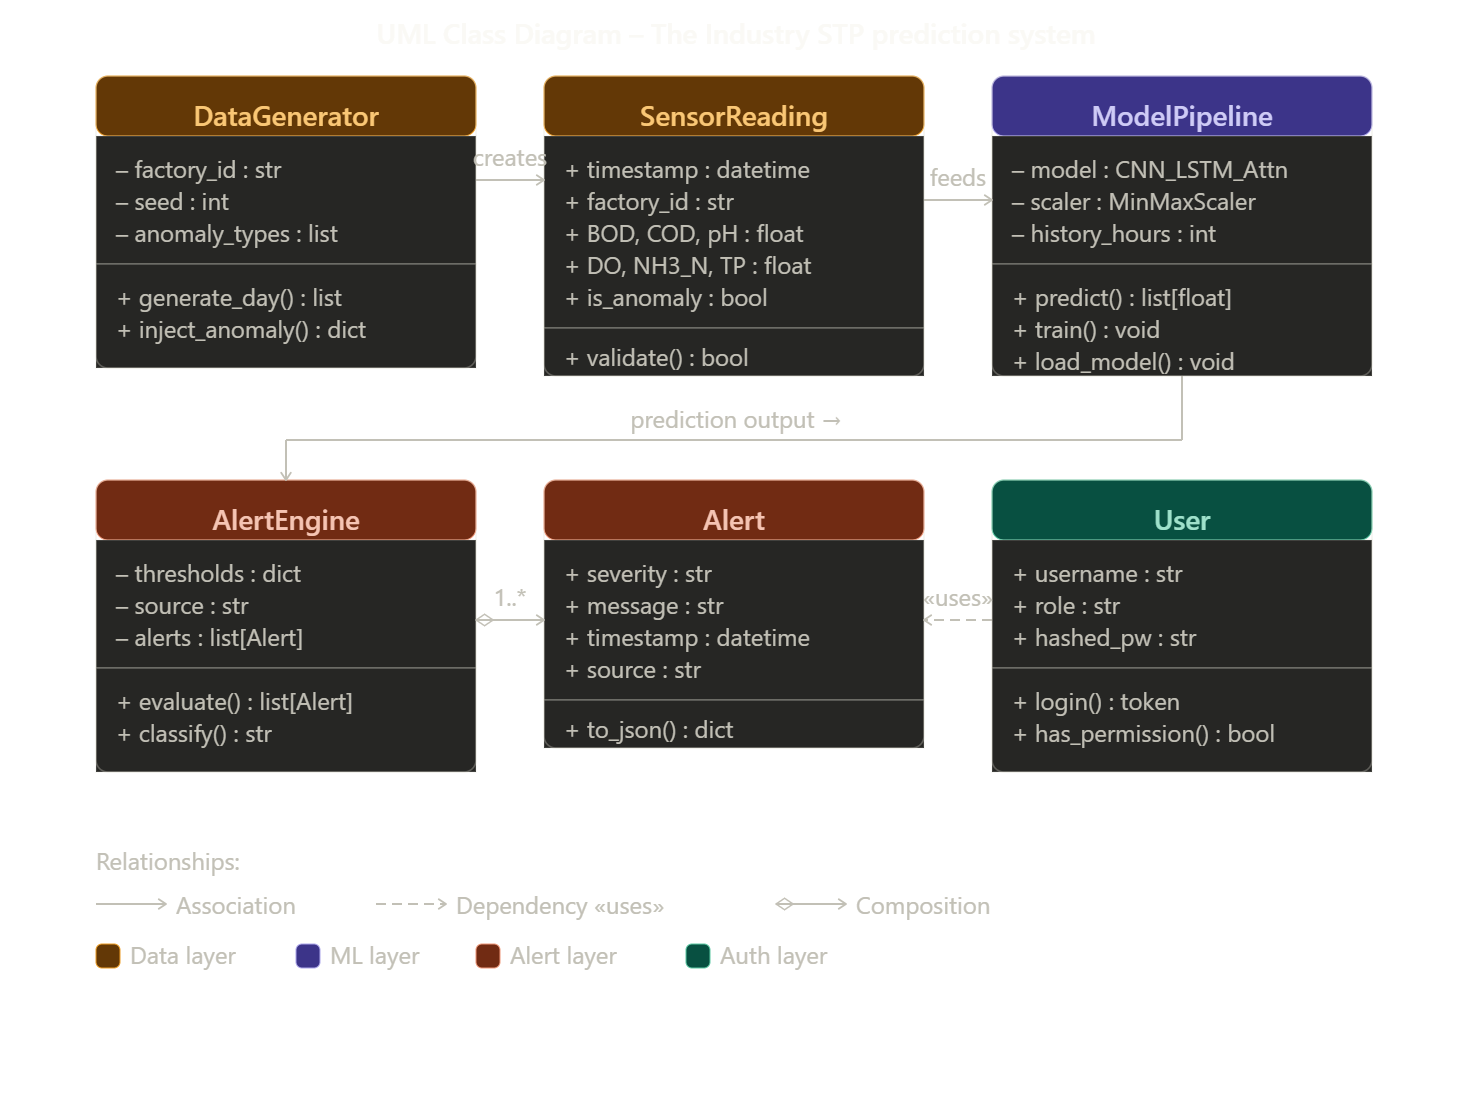 UML Class Diagram – The Industry STP prediction system
DataGenerator
– factory_id : str
– seed : int
– anomaly_types : list
+ generate_day() : list
+ inject_anomaly() : dict
creates
SensorReading
+ timestamp : datetime
+ factory_id : str
+ BOD, COD, pH : float
+ DO, NH3_N, TP : float
+ is_anomaly : bool
+ validate() : bool
feeds
ModelPipeline
– model : CNN_LSTM_Attn
– scaler : MinMaxScaler
– history_hours : int
+ predict() : list[float]
+ train() : void
+ load_model() : void
prediction output →
AlertEngine
– thresholds : dict
– source : str
– alerts : list[Alert]
+ evaluate() : list[Alert]
+ classify() : str
1..*
Alert
+ severity : str
+ message : str
+ timestamp : datetime
+ source : str
+ to_json() : dict
«uses»
User
+ username : str
+ role : str
+ hashed_pw : str
+ login() : token
+ has_permission() : bool
Relationships:
Association
Dependency «uses»
Composition
Data layer
ML layer
Alert layer
Auth layer